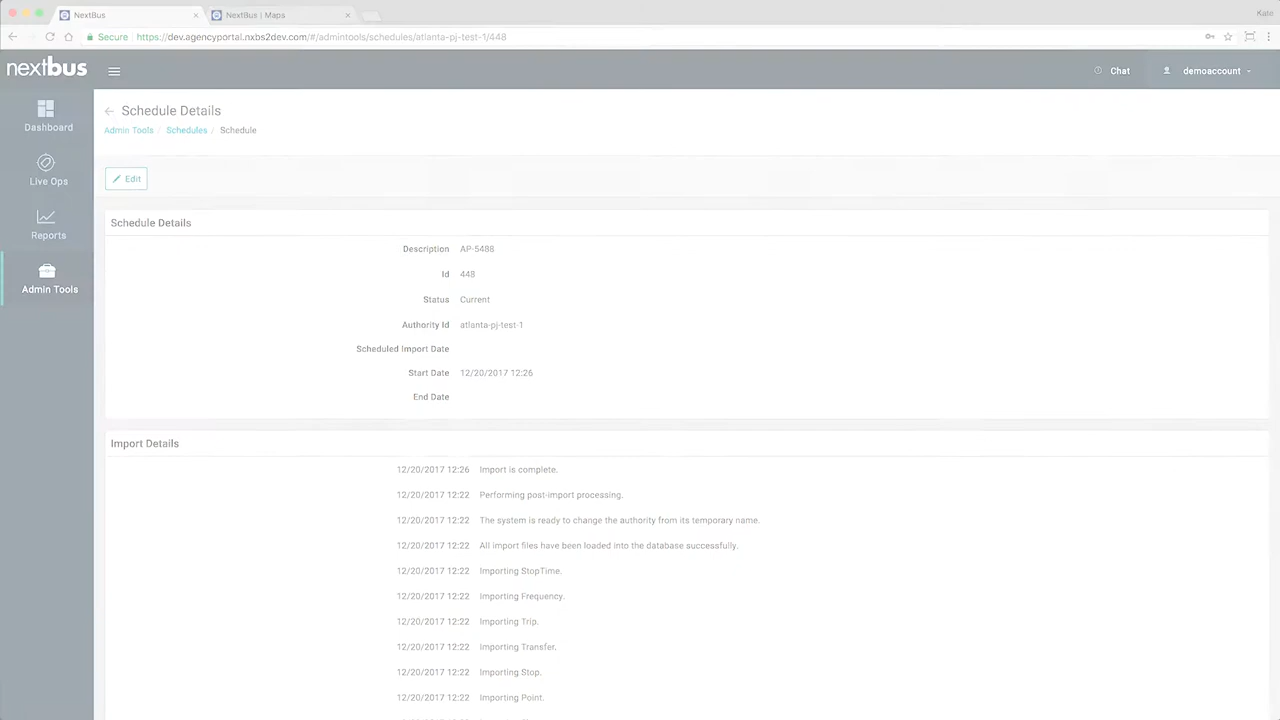 NextBus
NextBus | Maps
Kate
Secure https://dev.agencyportal.nxbs2dev.com/#/admintools/schedules/atlanta-pj-test-1/448
nextbus
Chat
demoaccount
Dashboard
Live Ops
Reports
Admin Tools
Schedule Details
Admin Tools / Schedules / Schedule
Edit
Schedule Details
Description AP-5488
Id 448
Status Current
Authority Id atlanta-pj-test-1
Scheduled Import Date
Start Date 12/20/2017 12:26
End Date
Import Details
12/20/2017 12:26 Import is complete.
12/20/2017 12:22 Performing post-import processing.
12/20/2017 12:22 The system is ready to change the authority from its temporary name.
12/20/2017 12:22 All import files have been loaded into the database successfully.
12/20/2017 12:22 Importing StopTime.
12/20/2017 12:22 Importing Frequency.
12/20/2017 12:22 Importing Trip.
12/20/2017 12:22 Importing Transfer.
12/20/2017 12:22 Importing Stop.
12/20/2017 12:22 Importing Point.